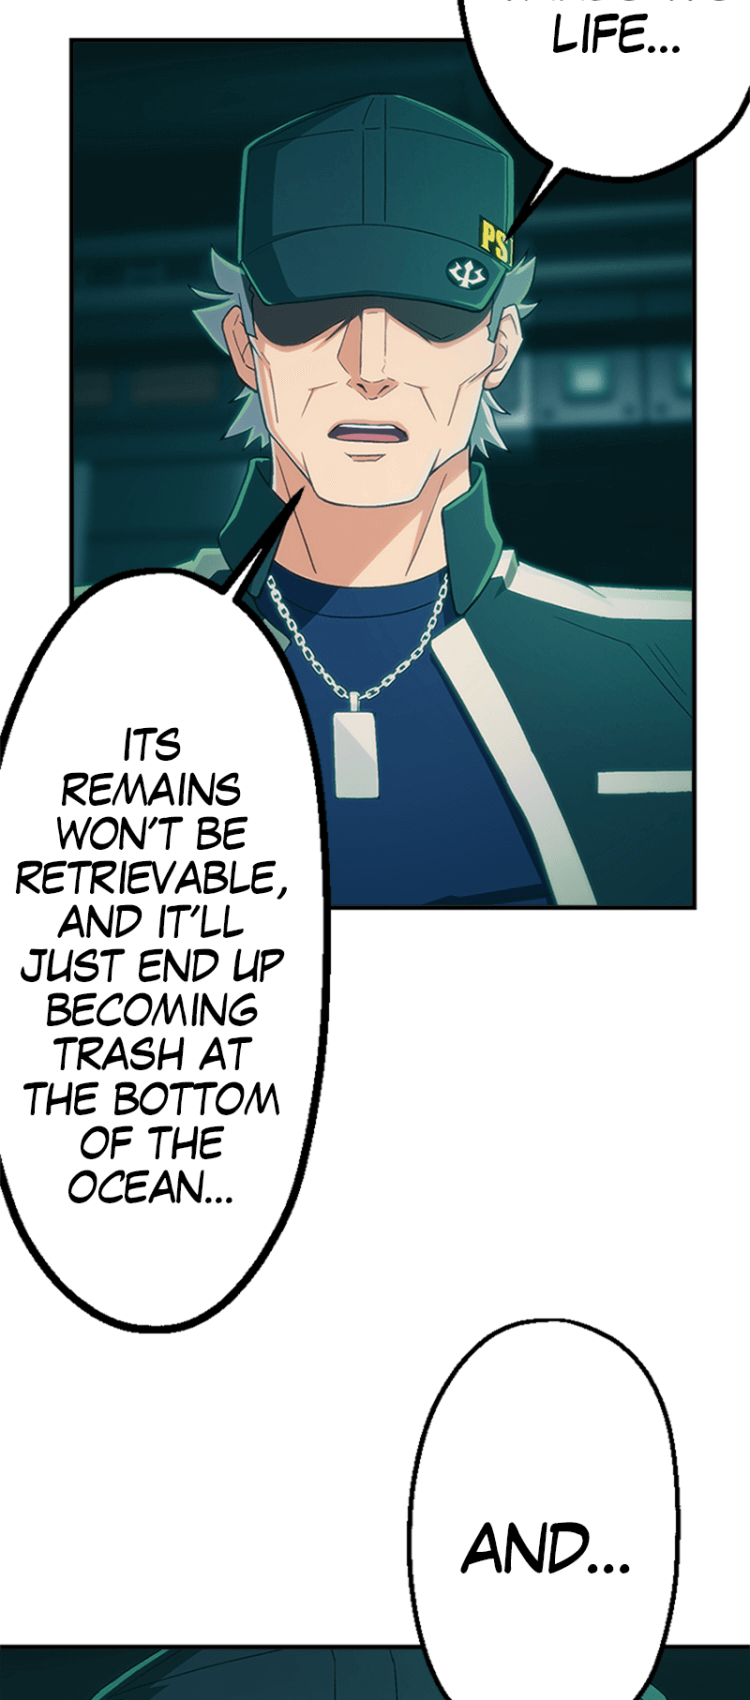 LIFE...
PS
ITS
REMAINS
WON'T BE
RETRIEVABLE,
AND IT'LL
JUST END UP
BECOMING
TRASH AT
THE BOTTOM
OF THE
OCEAN...
AND...